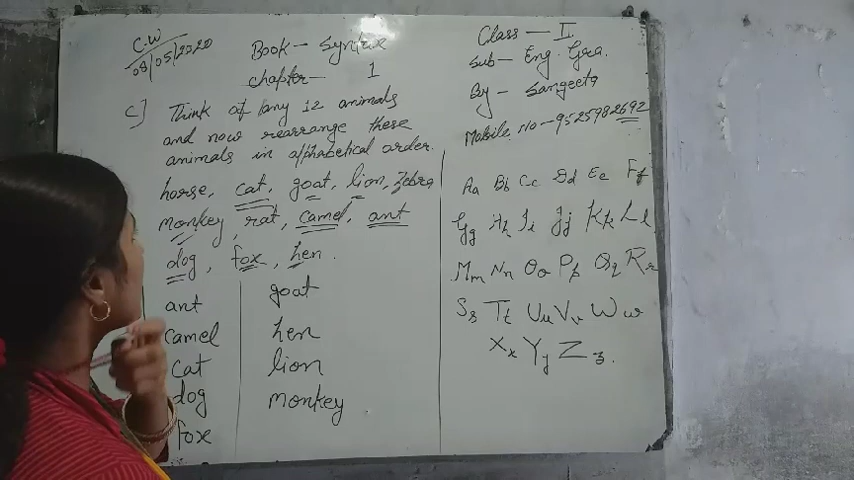 C.W
08/05/2020
Book - Syntax
Chapter - 1
Class - II
Sub - Eng. Gra.
By - Sangeeta
Mobile. no - 9525982692
C] Think of any 12 animals
and now rearrange these
animals in alphabetical order.
horse, cat, goat, lion, Zebra
monkey, rat, camel, ant
dog, fox, hen.
ant
camel
cat
dog
fox
goat
hen
lion
monkey
Aa Bb Cc Dd Ee Ff
Gg Hh Ii Jj Kk Ll
Mm Nn Oo Pp Qq Rr
Ss Tt Uu Vv Ww
Xx Yy Zz.